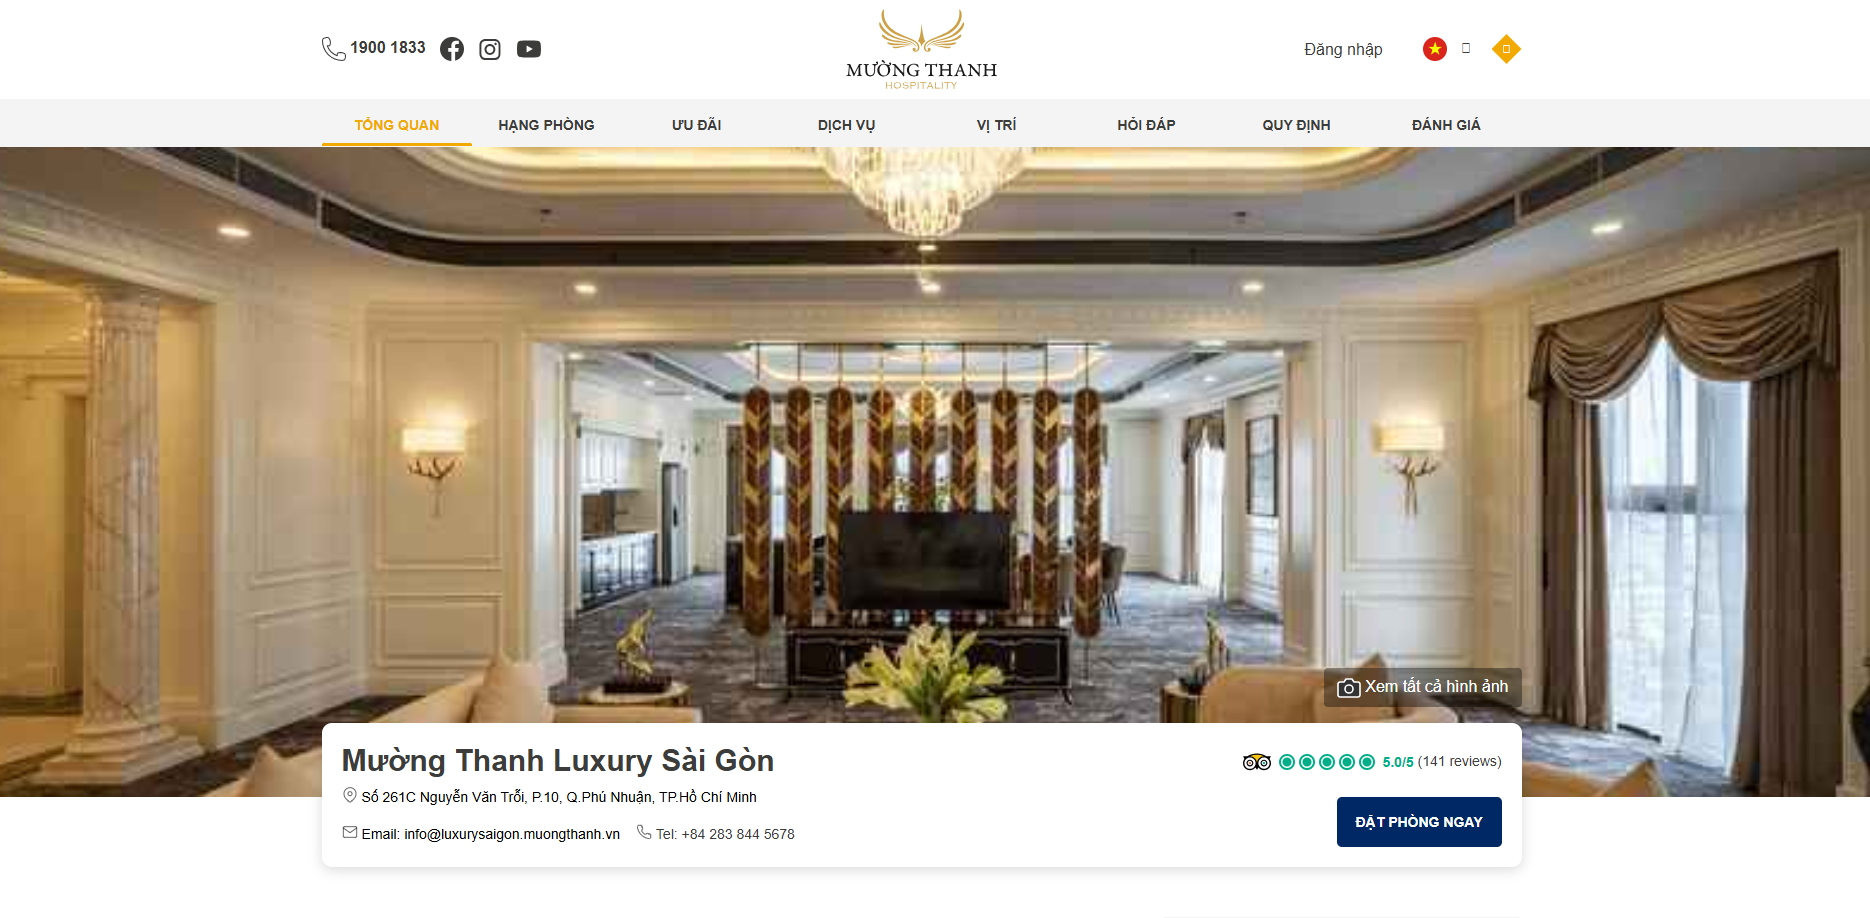 1900 1833
MƯỜNG THANH
HOSPITALITY
Đăng nhập
TỔNG QUAN
HẠNG PHÒNG
ƯU ĐÃI
DỊCH VỤ
VỊ TRÍ
HỎI ĐÁP
QUY ĐỊNH
ĐÁNH GIÁ
Xem tất cả hình ảnh
Mường Thanh Luxury Sài Gòn
5.0/5 (141 reviews)
Số 261C Nguyễn Văn Trỗi, P.10, Q.Phú Nhuận, TP.Hồ Chí Minh
Email: info@luxurysaigon.muongthanh.vn Tel: +84 283 844 5678
ĐẶT PHÒNG NGAY